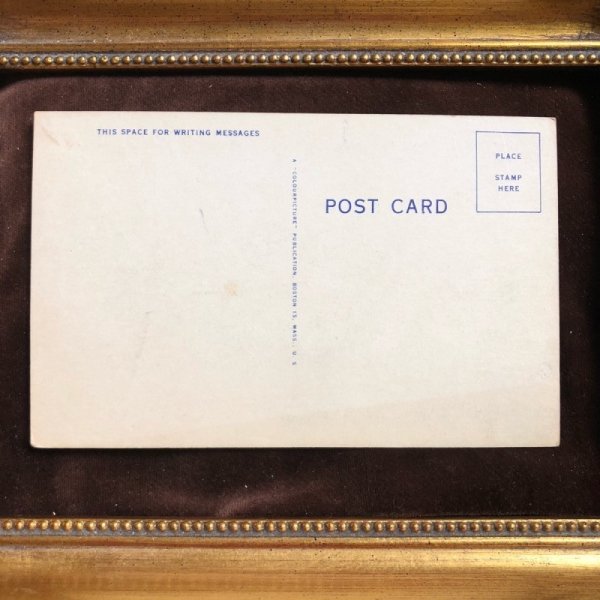 THIS SPACE FOR WRITING MESSAGES
A "COLOURPICTURE" PUBLICATION, BOSTON 15, MASS., U. S
POST CARD
PLACE
STAMP
HERE